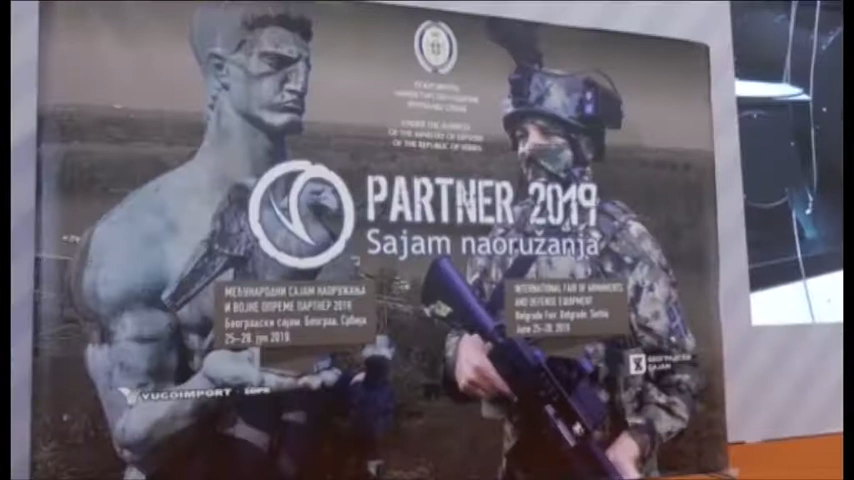 UNDER THE AUSPICES
OF THE MINISTRY OF DEFENCE
OF THE REPUBLIC OF SERBIA
PARTNER 2019
Sajam naoružanja
МЕЂУНАРОДНИ САЈАМ НАОРУЖАЊА
И ВОЈНЕ ОПРЕМЕ ПАРТНЕР 2019
Београдски сајам, Београд, Србија
25-28. јун 2019
INTERNATIONAL FAIR OF ARMAMENTS
AND DEFENSE EQUIPMENT
Belgrade Fair, Belgrade, Serbia
June 25-28, 2019
YUGOIMPORT - SDPR
БЕОГРАДСКИ
САЈАМ